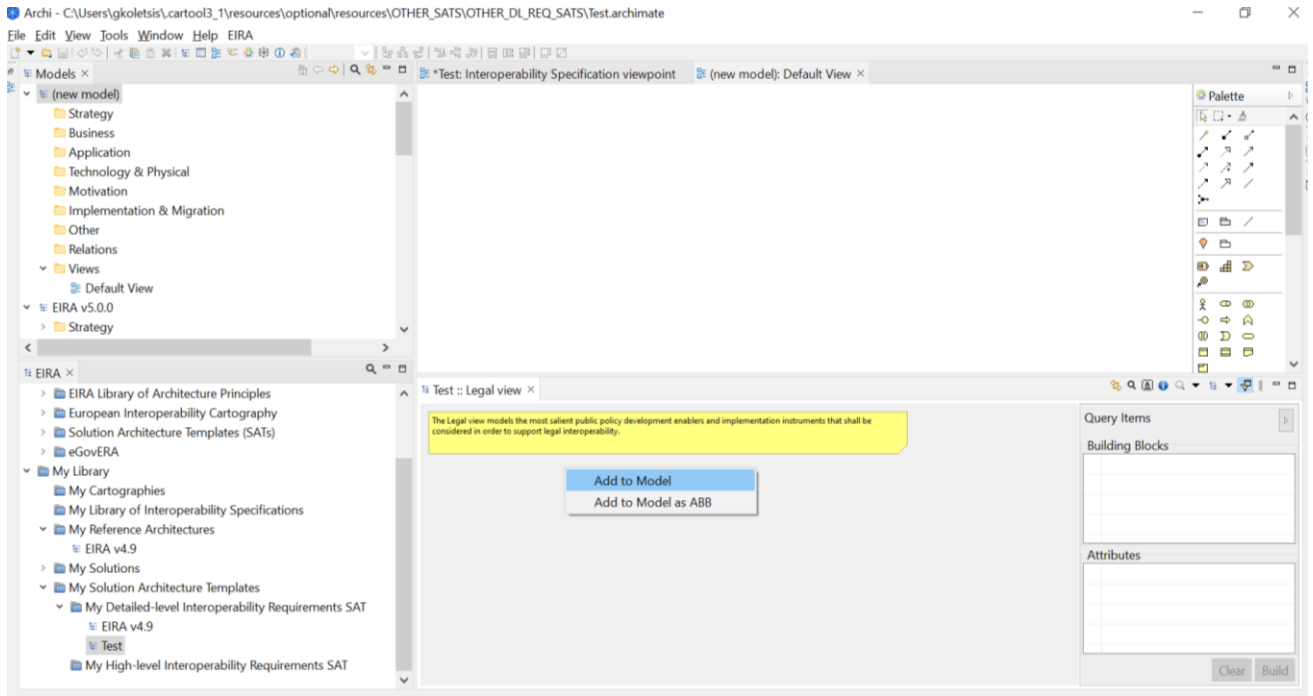 Archi - C:\Users\gkoletsis\.cartool3_1\resources\optional\resources\OTHER_SATS\OTHER_DL_REQ_SATS\Test.archimate
File Edit View Tools Window Help EIRA
Models
(new model)
Strategy
Business
Application
Technology & Physical
Motivation
Implementation & Migration
Other
Relations
Views
Default View
EIRA v5.0.0
Strategy
*Test: Interoperability Specification viewpoint
(new model): Default View
Palette
EIRA
EIRA Library of Architecture Principles
European Interoperability Cartography
Solution Architecture Templates (SATs)
eGovERA
My Library
My Cartographies
My Library of Interoperability Specifications
My Reference Architectures
EIRA v4.9
My Solutions
My Solution Architecture Templates
My Detailed-level Interoperability Requirements SAT
EIRA v4.9
Test
My High-level Interoperability Requirements SAT
Test :: Legal view
The Legal view models the most salient public policy development enablers and implementation instruments that shall be
considered in order to support legal interoperability.
Add to Model
Add to Model as ABB
Query Items
Building Blocks
Attributes
Clear Build